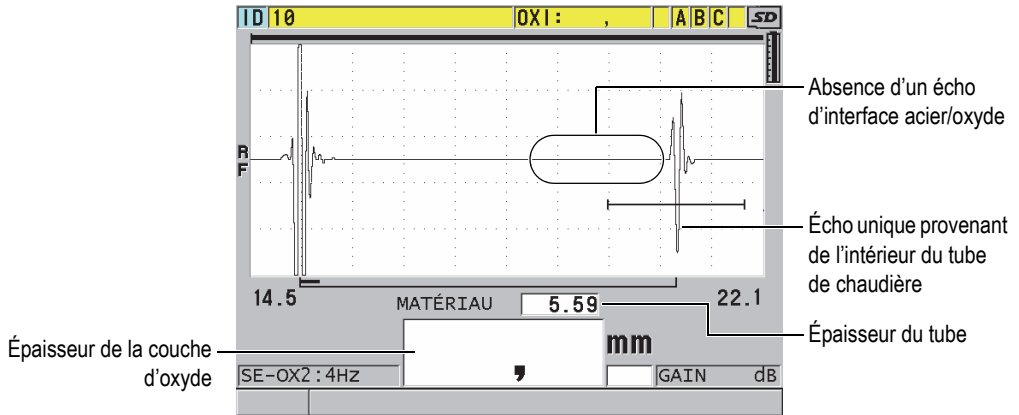 ID 10 OXI: , A B C SD
Absence d'un écho
d'interface acier/oxyde
RF
Écho unique provenant
de l'intérieur du tube
de chaudière
14.5 MATÉRIAU 5.59 22.1
Épaisseur du tube
Épaisseur de la couche
d'oxyde
, mm
SE-OX2:4Hz GAIN dB